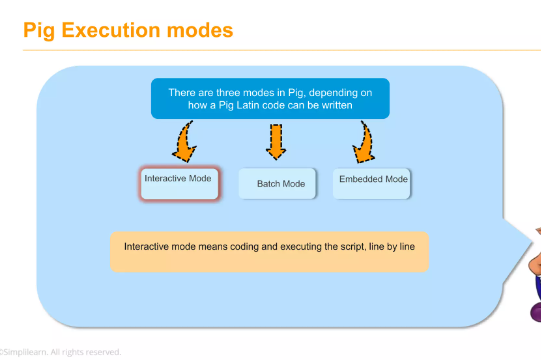 Pig Execution modes
There are three modes in Pig, depending on
how a Pig Latin code can be written
Interactive Mode
Batch Mode
Embedded Mode
Interactive mode means coding and executing the script, line by line
©Simplilearn. All rights reserved.